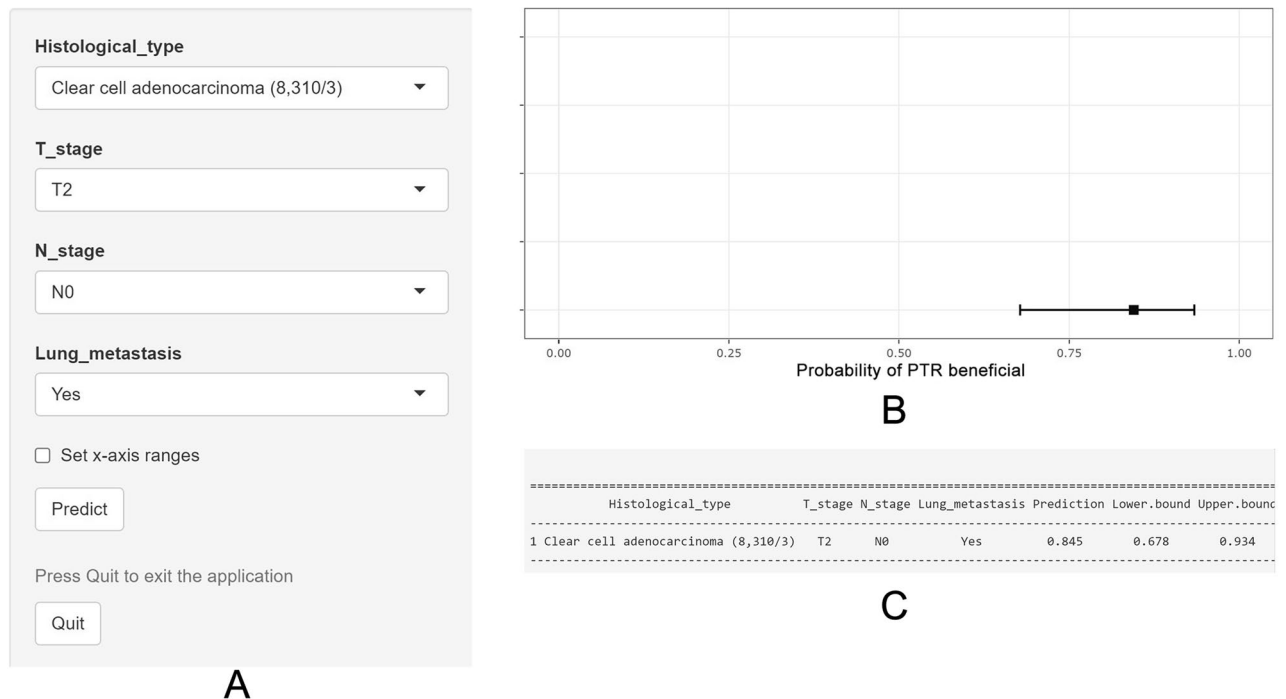 Histological_type
Clear cell adenocarcinoma (8,310/3)
T_stage
T2
N_stage
N0
Lung_metastasis
Yes
Set x-axis ranges
Predict
Press Quit to exit the application
Quit
A
0.00 0.25 0.50 0.75 1.00
Probability of PTR beneficial
B
Histological_type T_stage N_stage Lung_metastasis Prediction Lower.bound Upper.bound
1 Clear cell adenocarcinoma (8,310/3) T2 N0 Yes 0.845 0.678 0.934
C